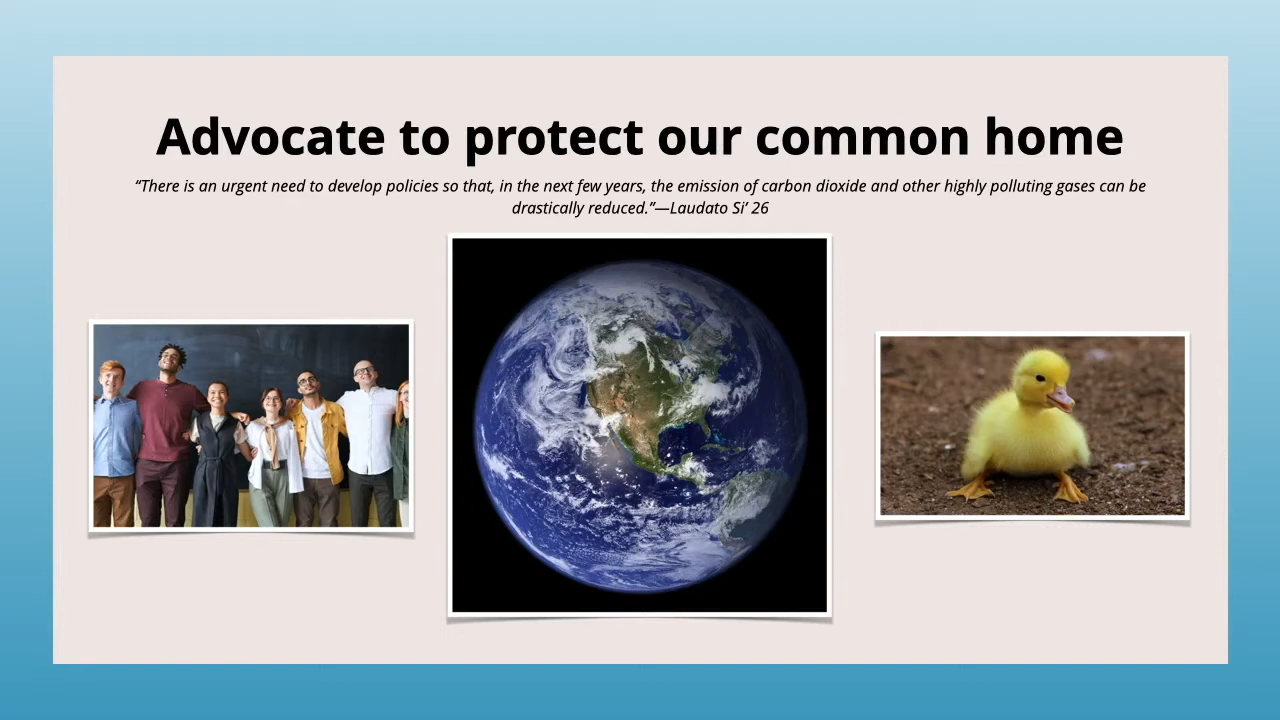 Advocate to protect our common home
“There is an urgent need to develop policies so that, in the next few years, the emission of carbon dioxide and other highly polluting gases can be
drastically reduced.”—Laudato Si’ 26